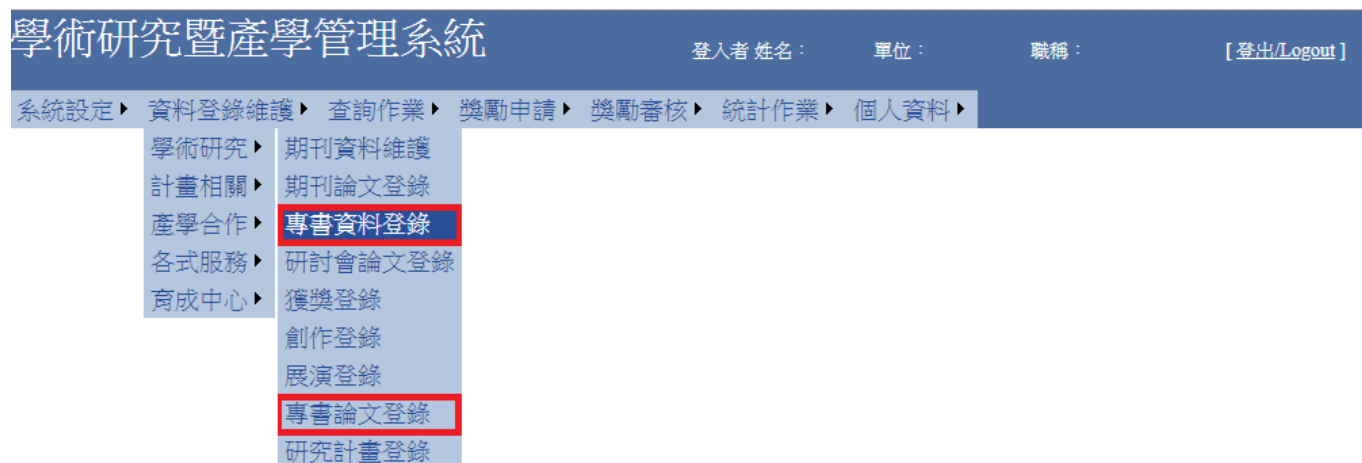 學術研究暨產學管理系統 登入者 姓名： 單位： 職稱： [ 登出/Logout ]
系統設定 資料登錄維護 查詢作業 獎勵申請 獎勵審核 統計作業 個人資料
學術研究 期刊資料維護
計畫相關 期刊論文登錄
產學合作 專書資料登錄
各式服務 研討會論文登錄
育成中心 獲獎登錄
創作登錄
展演登錄
專書論文登錄
研究計畫登錄